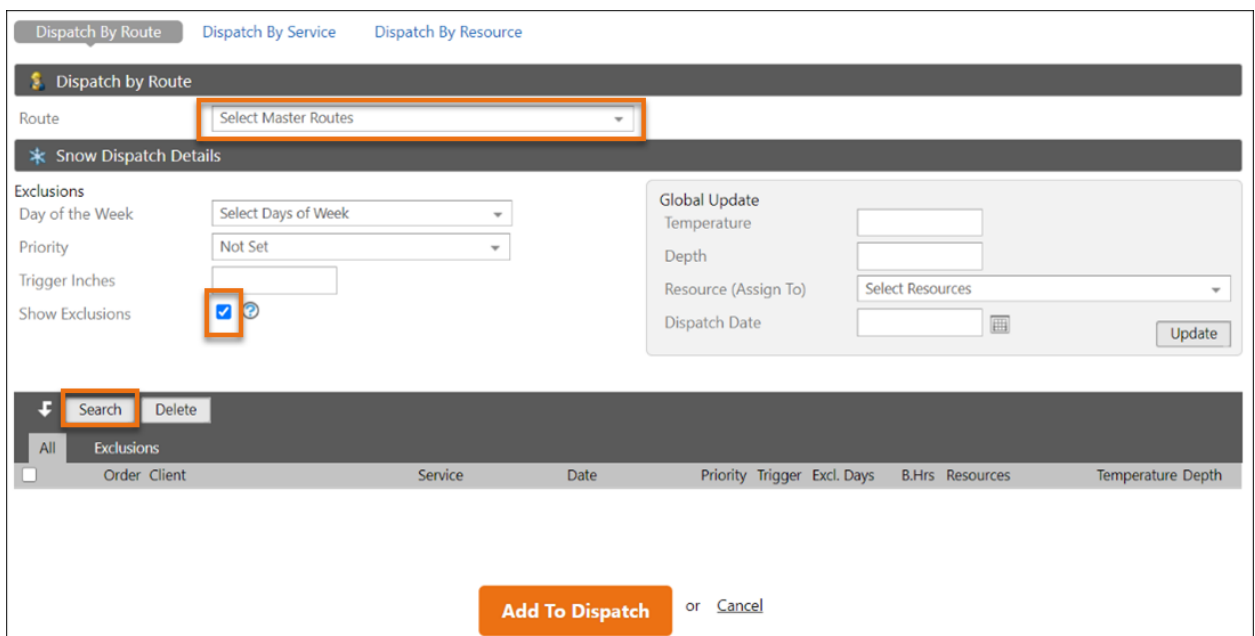 Dispatch By Route Dispatch By Service Dispatch By Resource
Dispatch by Route
Route Select Master Routes
Snow Dispatch Details
Exclusions
Day of the Week Select Days of Week
Priority Not Set
Trigger Inches
Show Exclusions
Global Update
Temperature
Depth
Resource (Assign To) Select Resources
Dispatch Date
Update
Search Delete
All Exclusions
Order Client Service Date Priority Trigger Excl. Days B.Hrs Resources Temperature Depth
Add To Dispatch or Cancel